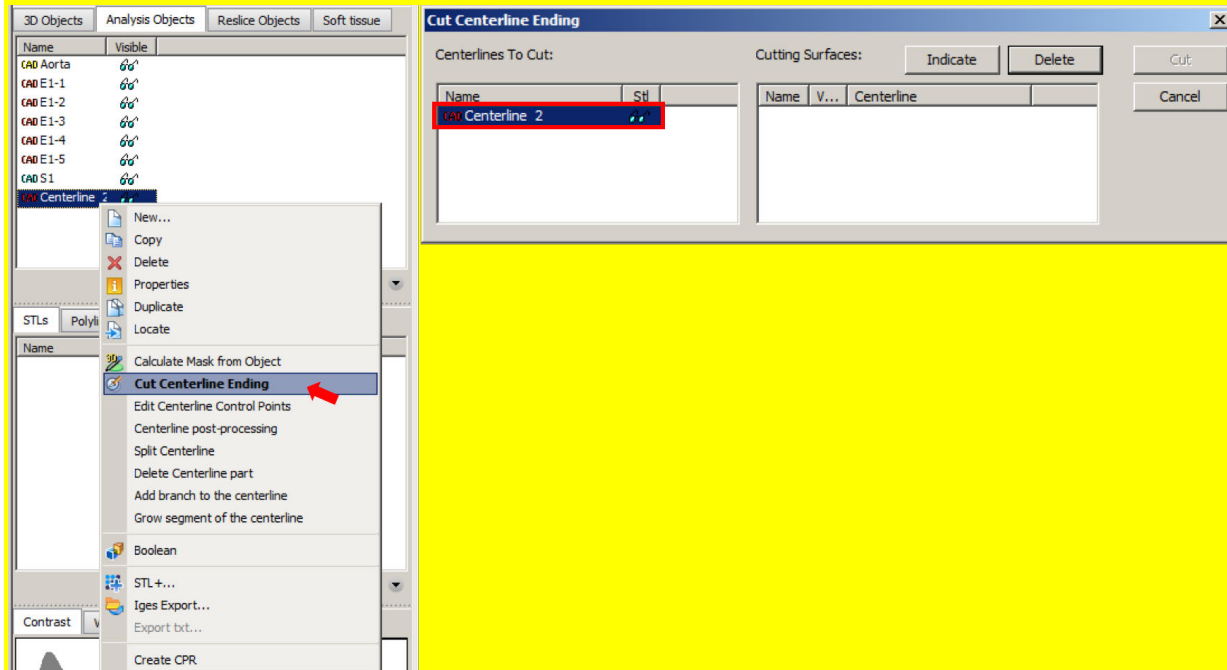 3D Objects Analysis Objects Reslice Objects Soft tissue
Name Visible
CAD Aorta
CAD E1-1
CAD E1-2
CAD E1-3
CAD E1-4
CAD E1-5
CAD S1
CAD Centerline 2
New...
Copy
Delete
Properties
Duplicate
Locate
Calculate Mask from Object
Cut Centerline Ending
Edit Centerline Control Points
Centerline post-processing
Split Centerline
Delete Centerline part
Add branch to the centerline
Grow segment of the centerline
Boolean
STL+...
Iges Export...
Export txt...
Create CPR
STLs Polyli
Name
Contrast V
Cut Centerline Ending X
Centerlines To Cut:
Name Stl
CAD Centerline 2
Cutting Surfaces: Indicate Delete
Name V... Centerline
Cut
Cancel